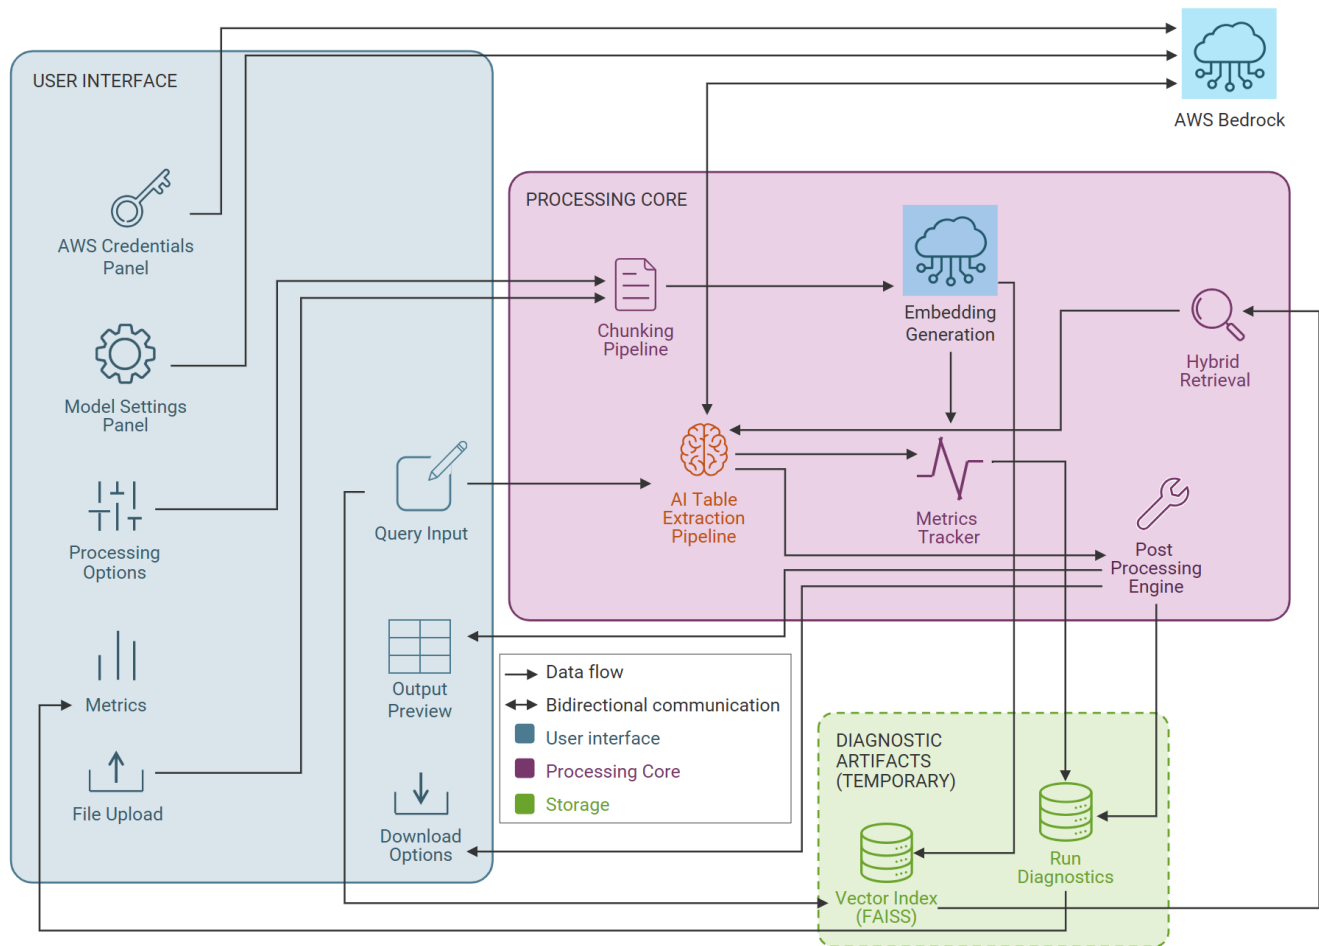 AWS Bedrock
USER INTERFACE
AWS Credentials
Panel
Model Settings
Panel
Processing
Options
Metrics
File Upload
Query Input
Output
Preview
Download
Options
PROCESSING CORE
Chunking
Pipeline
Embedding
Generation
Hybrid
Retrieval
AI Table
Extraction
Pipeline
Metrics
Tracker
Post
Processing
Engine
Data flow
Bidirectional communication
User interface
Processing Core
Storage
DIAGNOSTIC
ARTIFACTS
(TEMPORARY)
Vector Index
(FAISS)
Run
Diagnostics